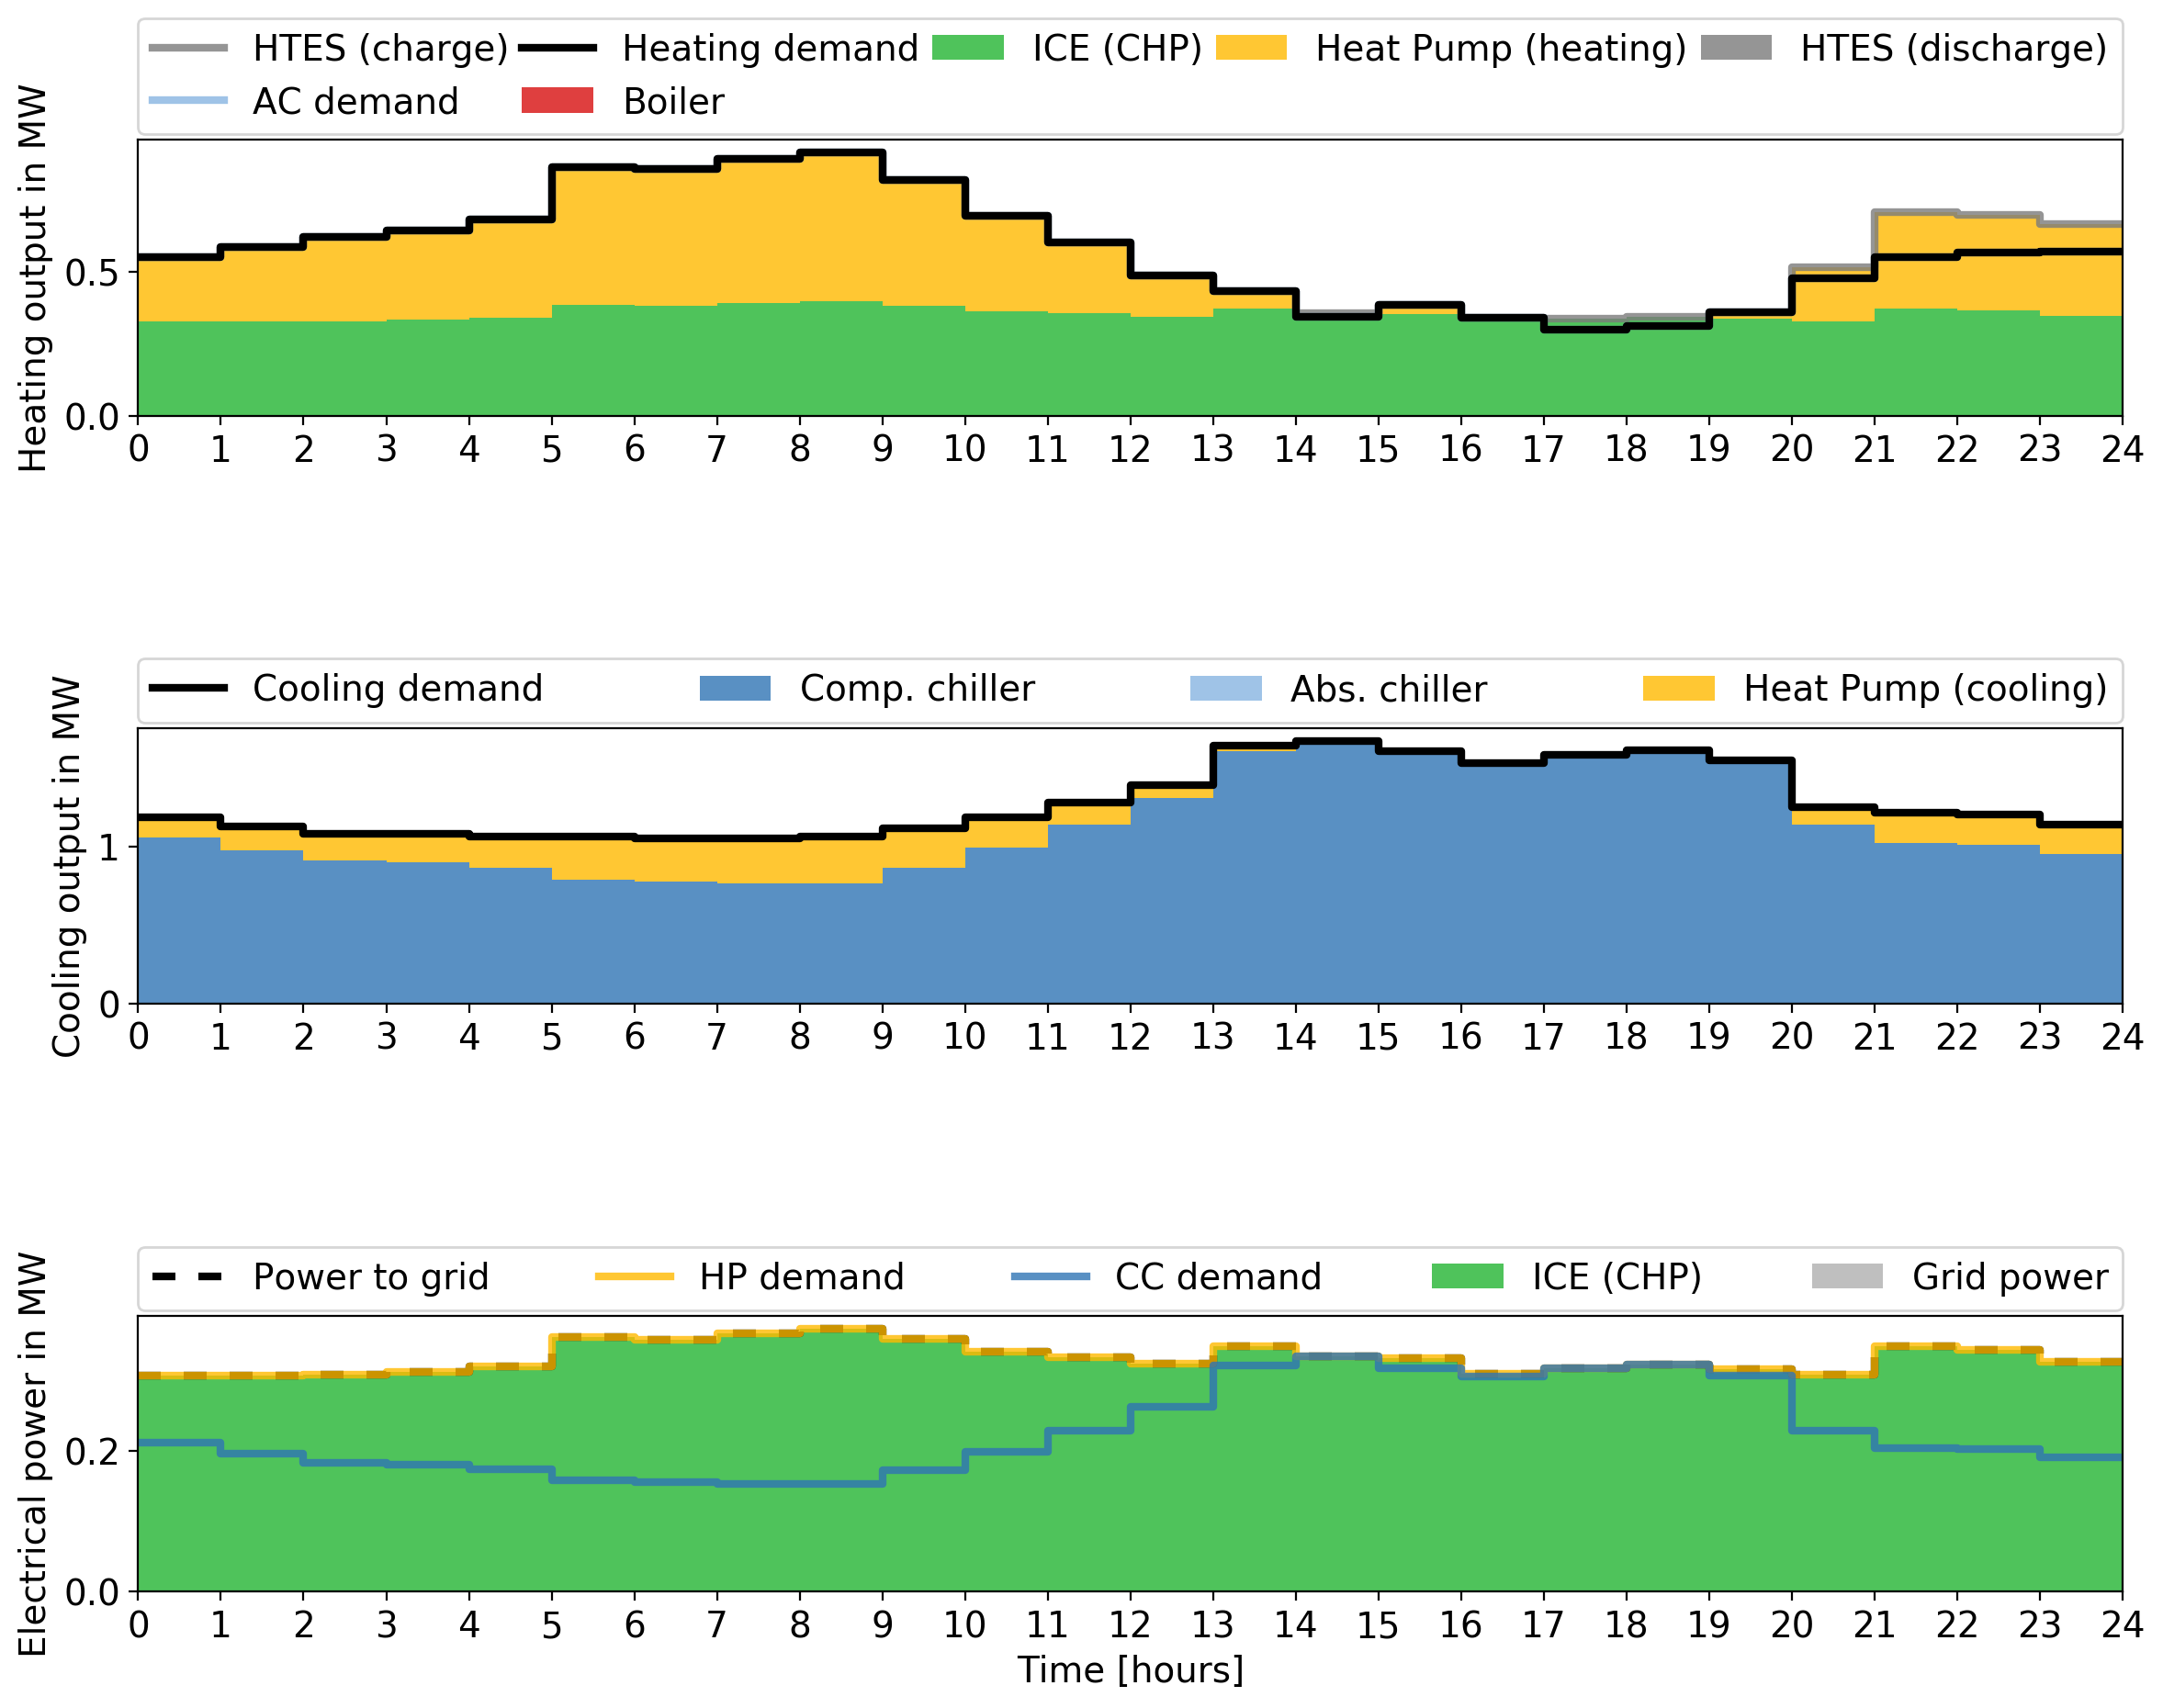 HTES (charge) Heating demand ICE (CHP) Heat Pump (heating) HTES (discharge)
AC demand Boiler
Heating output in MW
0.5
0.0
0 1 2 3 4 5 6 7 8 9 10 11 12 13 14 15 16 17 18 19 20 21 22 23 24
Cooling demand Comp. chiller Abs. chiller Heat Pump (cooling)
Cooling output in MW
1
0
0 1 2 3 4 5 6 7 8 9 10 11 12 13 14 15 16 17 18 19 20 21 22 23 24
Power to grid HP demand CC demand ICE (CHP) Grid power
Electrical power in MW
0.2
0.0
0 1 2 3 4 5 6 7 8 9 10 11 12 13 14 15 16 17 18 19 20 21 22 23 24
Time [hours]